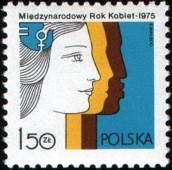 Międzynarodowy Rok Kobiet-1975
1,50 ZŁ
POLSKA